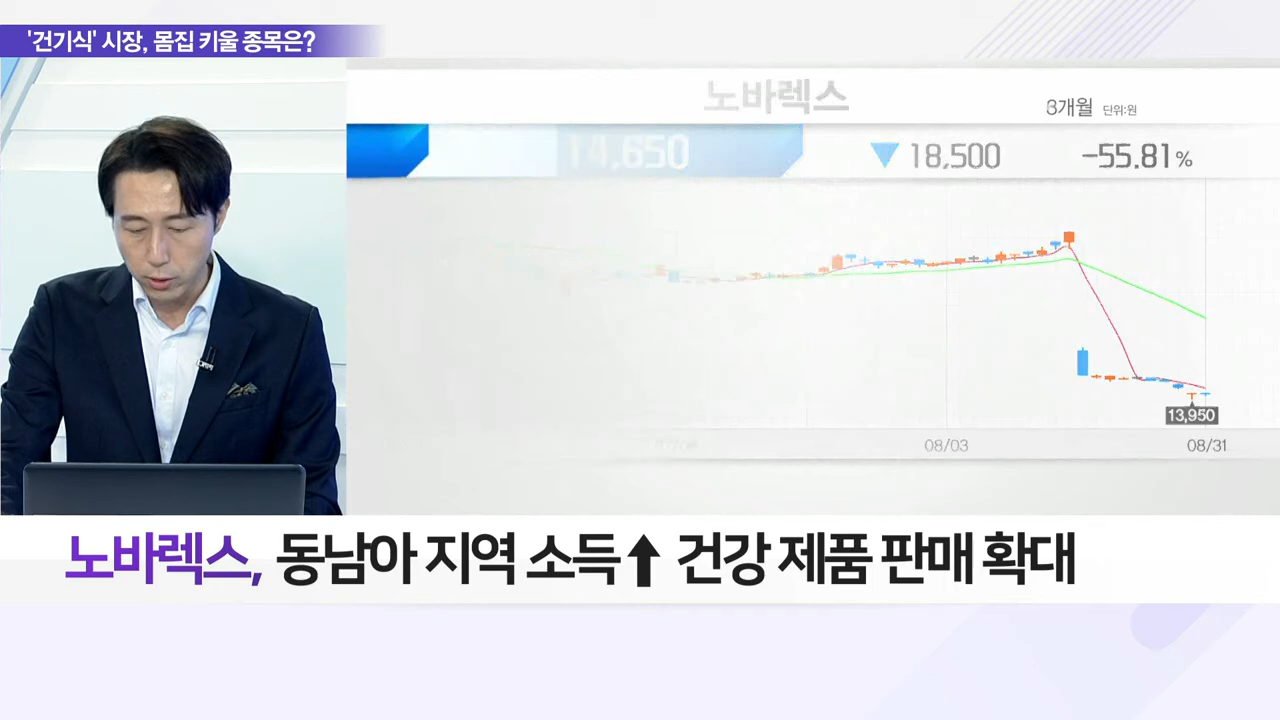 '건기식' 시장, 몸집 키울 종목은?
노바렉스
3개월 단위:원
14,650 ▼ 18,500 -55.81%
13,950
08/03 08/31
노바렉스, 동남아 지역 소득↑ 건강 제품 판매 확대